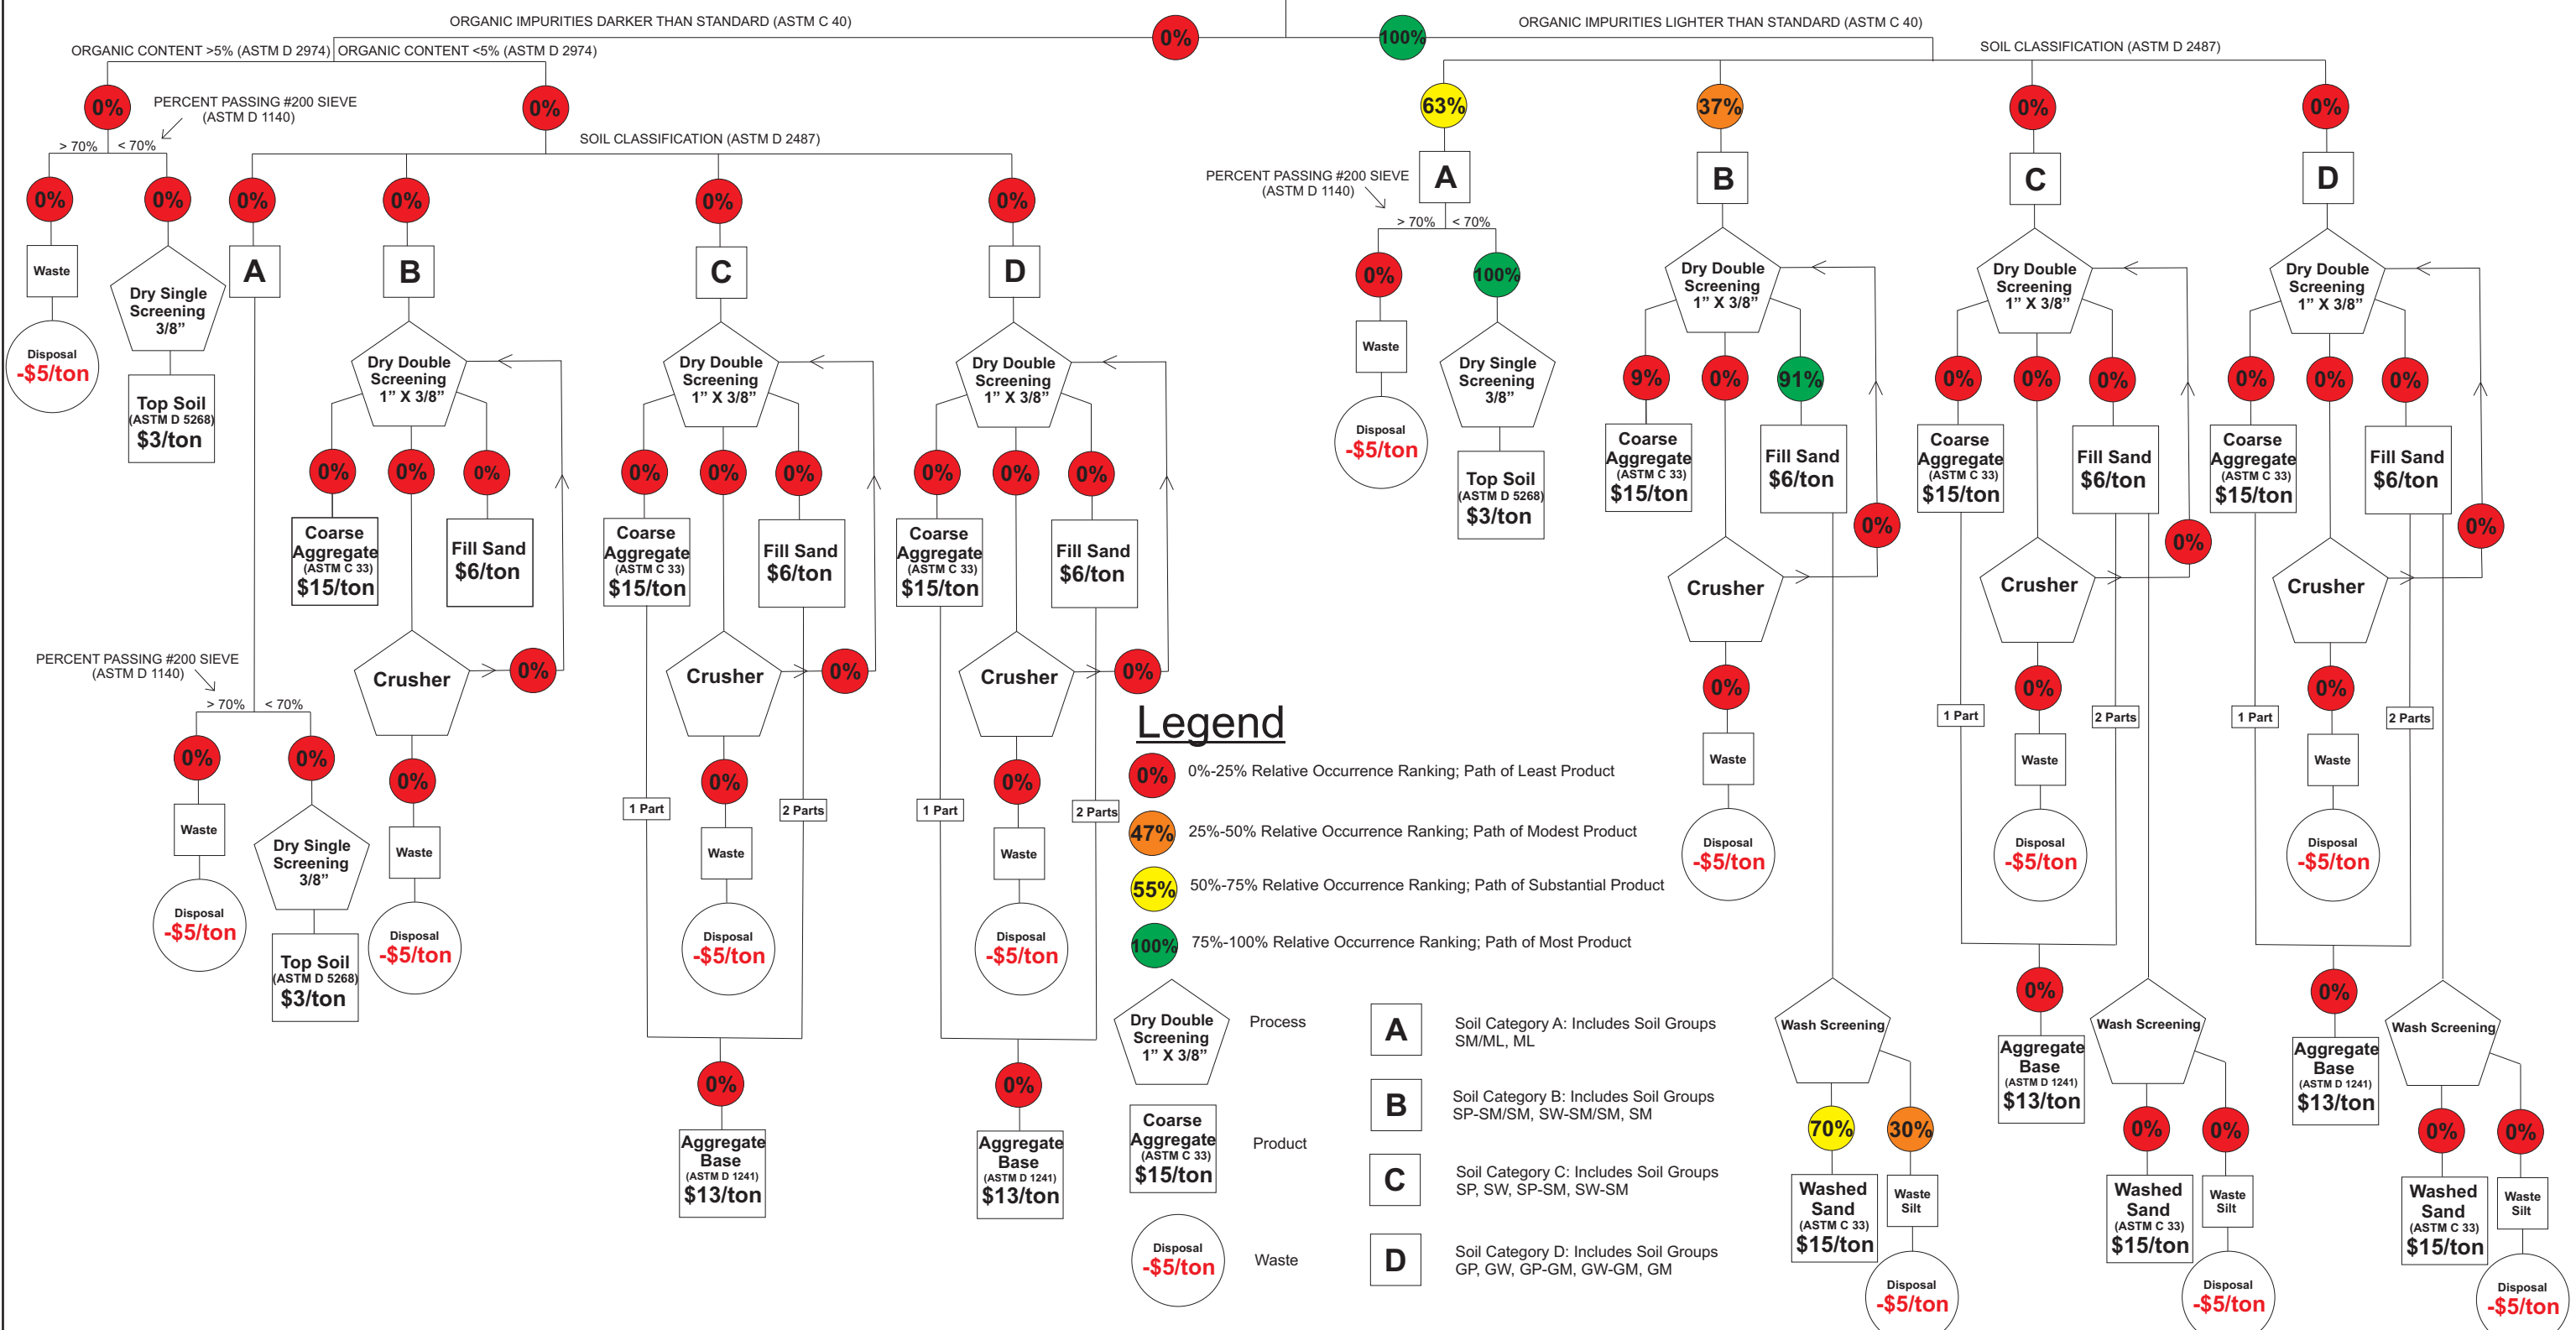 ORGANIC IMPURITIES DARKER THAN STANDARD (ASTM C 40)
0%
100%
ORGANIC IMPURITIES LIGHTER THAN STANDARD (ASTM C 40)
ORGANIC CONTENT >5% (ASTM D 2974)
ORGANIC CONTENT <5% (ASTM D 2974)
0%
0%
PERCENT PASSING #200 SIEVE
(ASTM D 1140)
> 70%
< 70%
0%
Waste
Disposal
-$5/ton
0%
Dry Single
Screening
3/8”
Top Soil
(ASTM D 5268)
$3/ton
SOIL CLASSIFICATION (ASTM D 2487)
0%
A
PERCENT PASSING #200 SIEVE
(ASTM D 1140)
> 70%
< 70%
0%
Waste
Disposal
-$5/ton
0%
Dry Single
Screening
3/8”
Top Soil
(ASTM D 5268)
$3/ton
0%
B
Dry Double
Screening
1” X 3/8”
0%
0%
0%
Coarse
Aggregate
(ASTM C 33)
$15/ton
Fill Sand
$6/ton
Crusher
0%
0%
Waste
Disposal
-$5/ton
0%
C
Dry Double
Screening
1” X 3/8”
0%
0%
0%
Coarse
Aggregate
(ASTM C 33)
$15/ton
Fill Sand
$6/ton
Crusher
0%
0%
1 Part
2 Parts
Waste
Disposal
-$5/ton
0%
Aggregate
Base
(ASTM D 1241)
$13/ton
0%
D
Dry Double
Screening
1” X 3/8”
0%
0%
0%
Coarse
Aggregate
(ASTM C 33)
$15/ton
Fill Sand
$6/ton
Crusher
0%
0%
1 Part
2 Parts
Waste
Disposal
-$5/ton
0%
Aggregate
Base
(ASTM D 1241)
$13/ton
SOIL CLASSIFICATION (ASTM D 2487)
63%
A
PERCENT PASSING #200 SIEVE
(ASTM D 1140)
> 70%
< 70%
0%
Waste
Disposal
-$5/ton
100%
Dry Single
Screening
3/8”
Top Soil
(ASTM D 5268)
$3/ton
37%
B
Dry Double
Screening
1” X 3/8”
9%
0%
91%
Coarse
Aggregate
(ASTM C 33)
$15/ton
Fill Sand
$6/ton
0%
Crusher
0%
Waste
Disposal
-$5/ton
Wash Screening
70%
30%
Washed
Sand
(ASTM C 33)
$15/ton
Waste
Silt
Disposal
-$5/ton
0%
C
Dry Double
Screening
1” X 3/8”
0%
0%
0%
Coarse
Aggregate
(ASTM C 33)
$15/ton
Fill Sand
$6/ton
0%
Crusher
0%
1 Part
2 Parts
Waste
Disposal
-$5/ton
0%
Aggregate
Base
(ASTM D 1241)
$13/ton
Wash Screening
0%
0%
Washed
Sand
(ASTM C 33)
$15/ton
Waste
Silt
Disposal
-$5/ton
0%
D
Dry Double
Screening
1” X 3/8”
0%
0%
0%
Coarse
Aggregate
(ASTM C 33)
$15/ton
Fill Sand
$6/ton
0%
Crusher
0%
1 Part
2 Parts
Waste
Disposal
-$5/ton
0%
Aggregate
Base
(ASTM D 1241)
$13/ton
Wash Screening
0%
0%
Washed
Sand
(ASTM C 33)
$15/ton
Waste
Silt
Disposal
-$5/ton
Legend
0%
0%-25% Relative Occurrence Ranking; Path of Least Product
47%
25%-50% Relative Occurrence Ranking; Path of Modest Product
55%
50%-75% Relative Occurrence Ranking; Path of Substantial Product
100%
75%-100% Relative Occurrence Ranking; Path of Most Product
Dry Double
Screening
1” X 3/8”
Process
Coarse
Aggregate
(ASTM C 33)
$15/ton
Product
Disposal
-$5/ton
Waste
A
Soil Category A: Includes Soil Groups
SM/ML, ML
B
Soil Category B: Includes Soil Groups
SP-SM/SM, SW-SM/SM, SM
C
Soil Category C: Includes Soil Groups
SP, SW, SP-SM, SW-SM
D
Soil Category D: Includes Soil Groups
GP, GW, GP-GM, GW-GM, GM